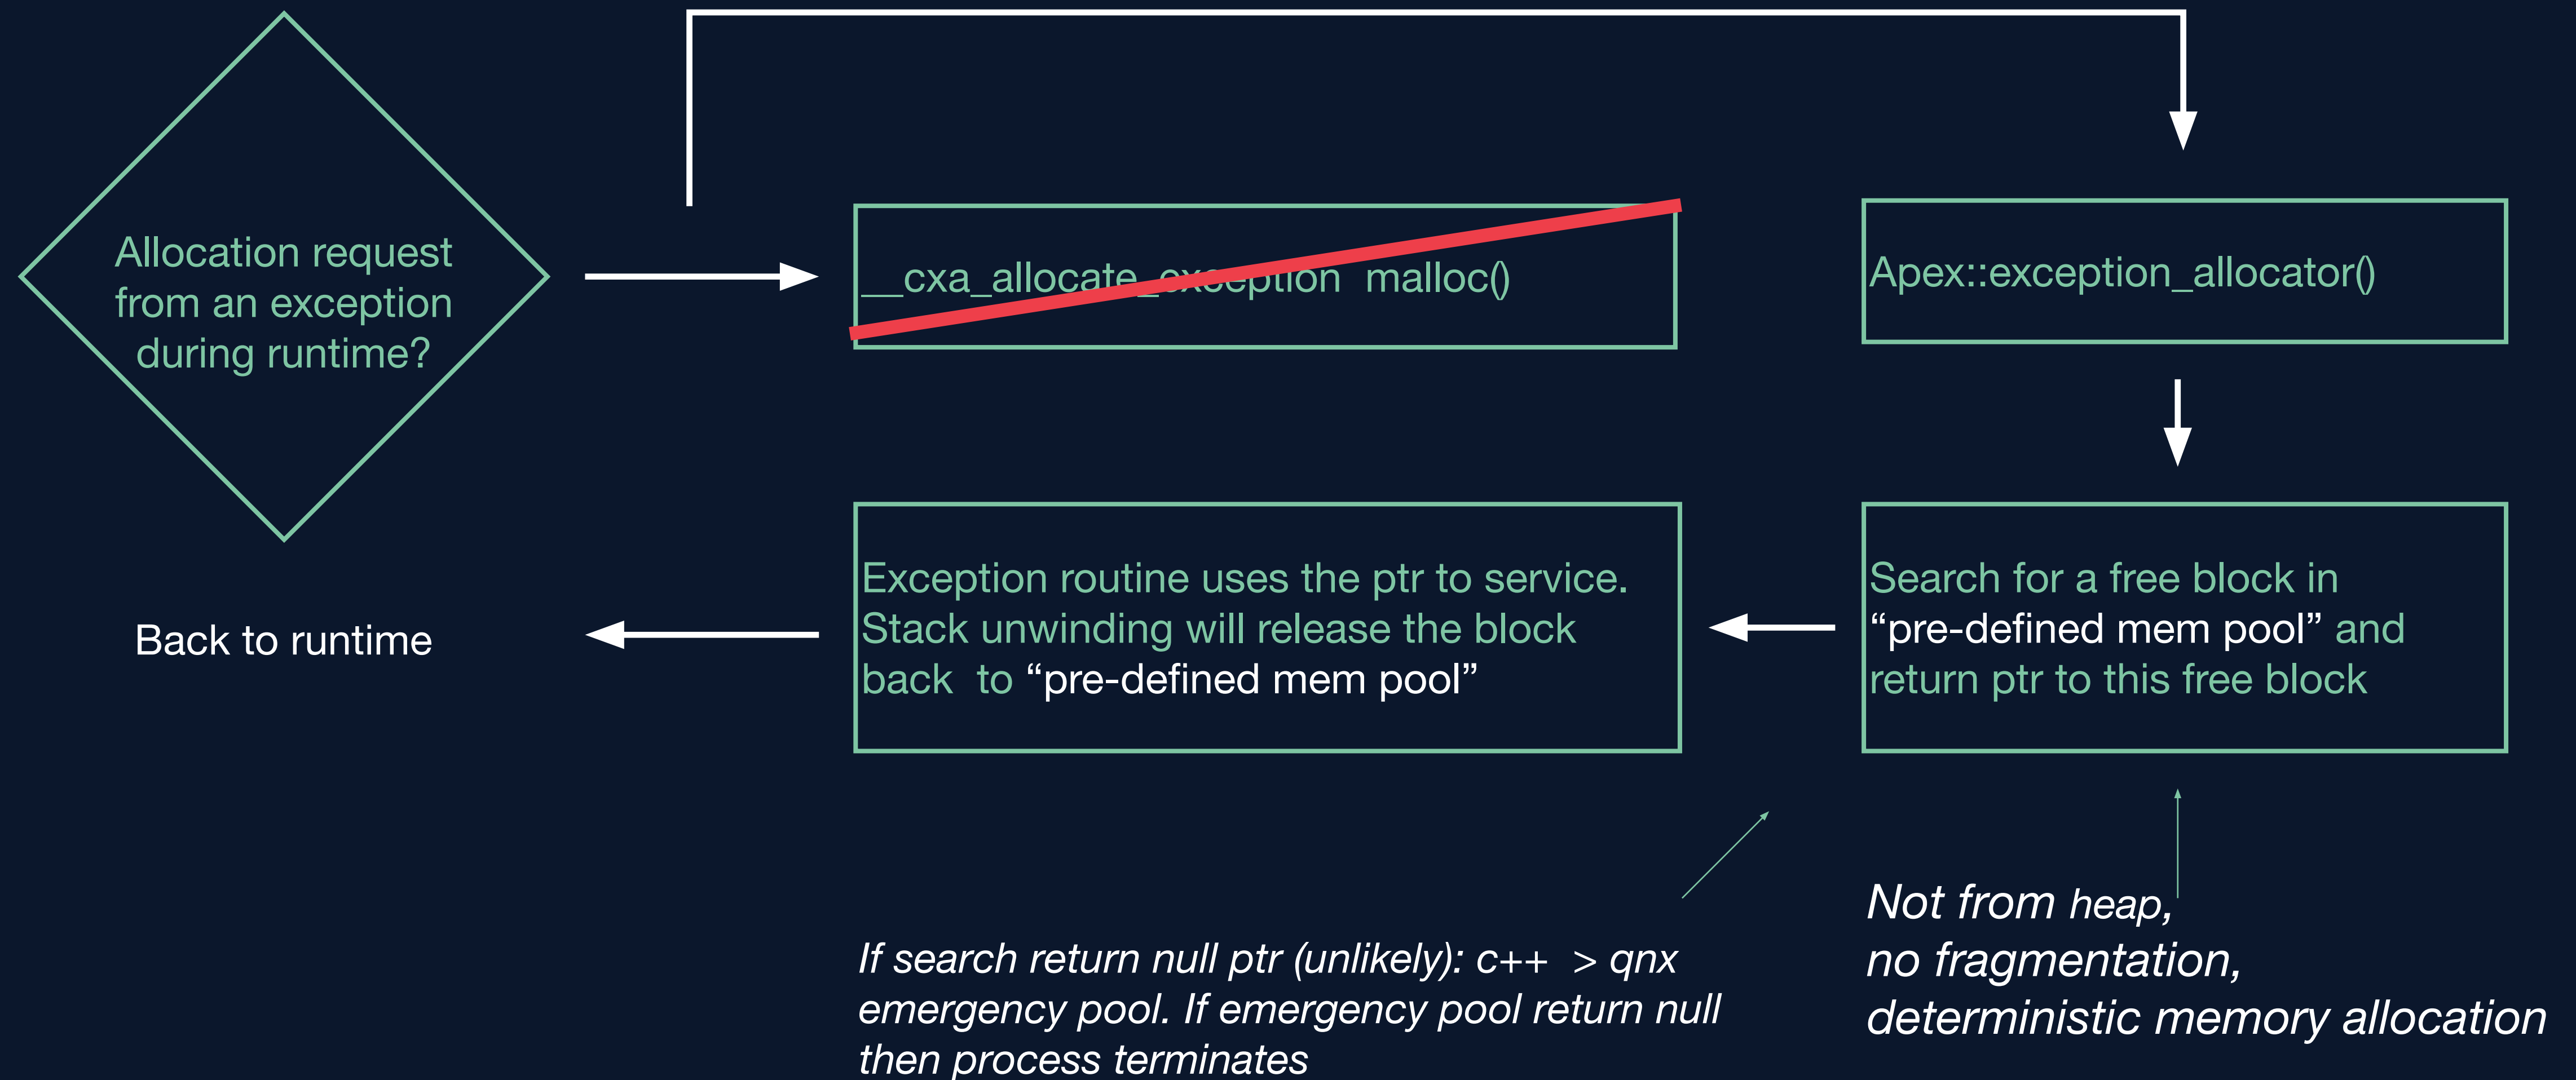 Allocation request
from an exception
during runtime?
__cxa_allocate_exception  malloc()
Apex::exception_allocator()
Search for a free block in
“pre-defined mem pool” and
return ptr to this free block
Exception routine uses the ptr to service.
Stack unwinding will release the block
back  to “pre-defined mem pool”
Back to runtime
If search return null ptr (unlikely): c++  > qnx
emergency pool. If emergency pool return null
then process terminates
Not from heap,
no fragmentation,
deterministic memory allocation